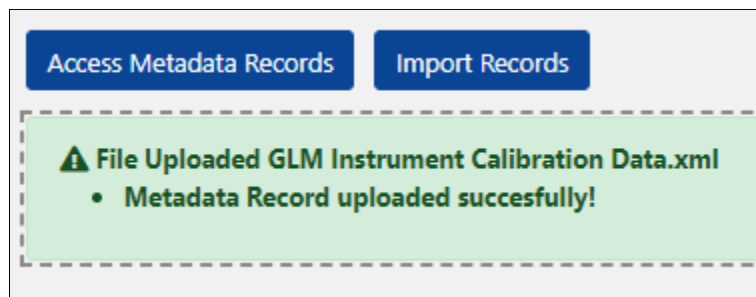 Access Metadata Records Import Records
File Uploaded GLM Instrument Calibration Data.xml
• Metadata Record uploaded succesfully!